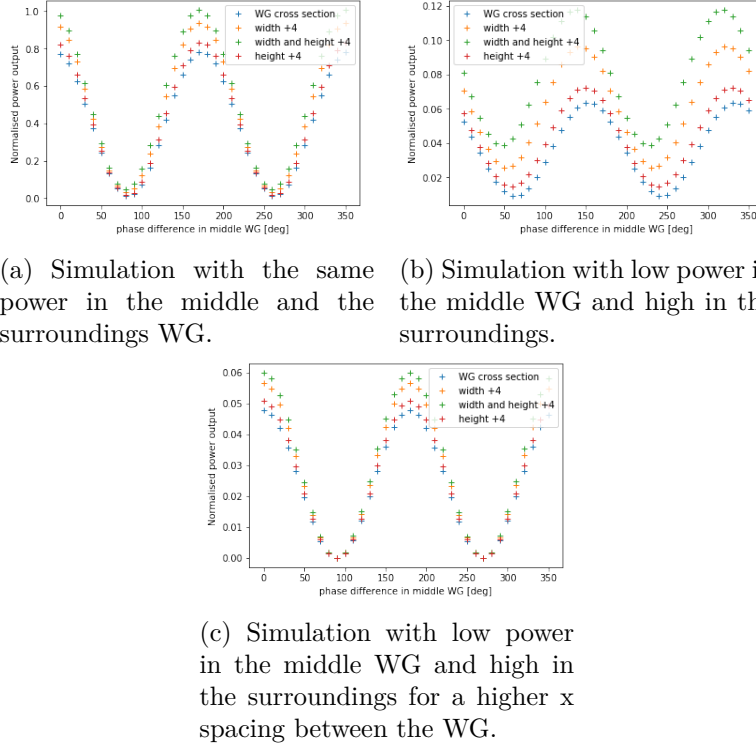 WG cross section
width +4
width and height +4
height +4
1.0
0.8
0.6
0.4
0.2
0.0
Normalised power output
0 50 100 150 200 250 300 350
phase difference in middle WG [deg]
WG cross section
width +4
width and height +4
height +4
0.12
0.10
0.08
0.06
0.04
0.02
Normalised power output
0 50 100 150 200 250 300 350
phase difference in middle WG [deg]
(a) Simulation with the same
power in the middle and the
surroundings WG.
(b) Simulation with low power i
the middle WG and high in th
surroundings.
WG cross section
width +4
width and height +4
height +4
0.06
0.05
0.04
0.03
0.02
0.01
0.00
Normalised power output
0 50 100 150 200 250 300 350
phase difference in middle WG [deg]
(c) Simulation with low power
in the middle WG and high in
the surroundings for a higher x
spacing between the WG.